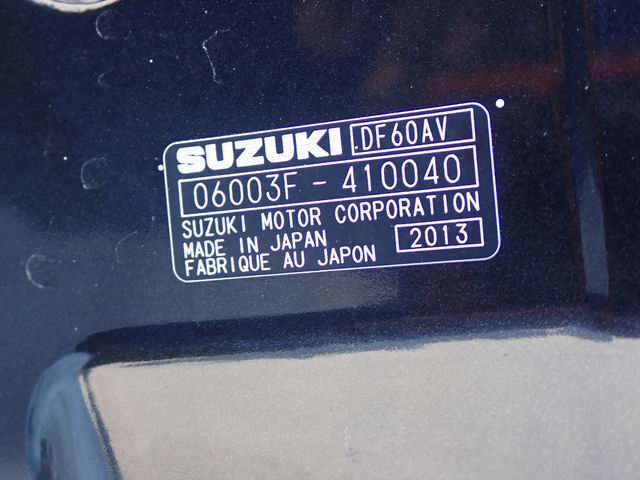 SUZUKI DF60AV
06003F-410040
SUZUKI MOTOR CORPORATION
MADE IN JAPAN 2013
FABRIQUE AU JAPON